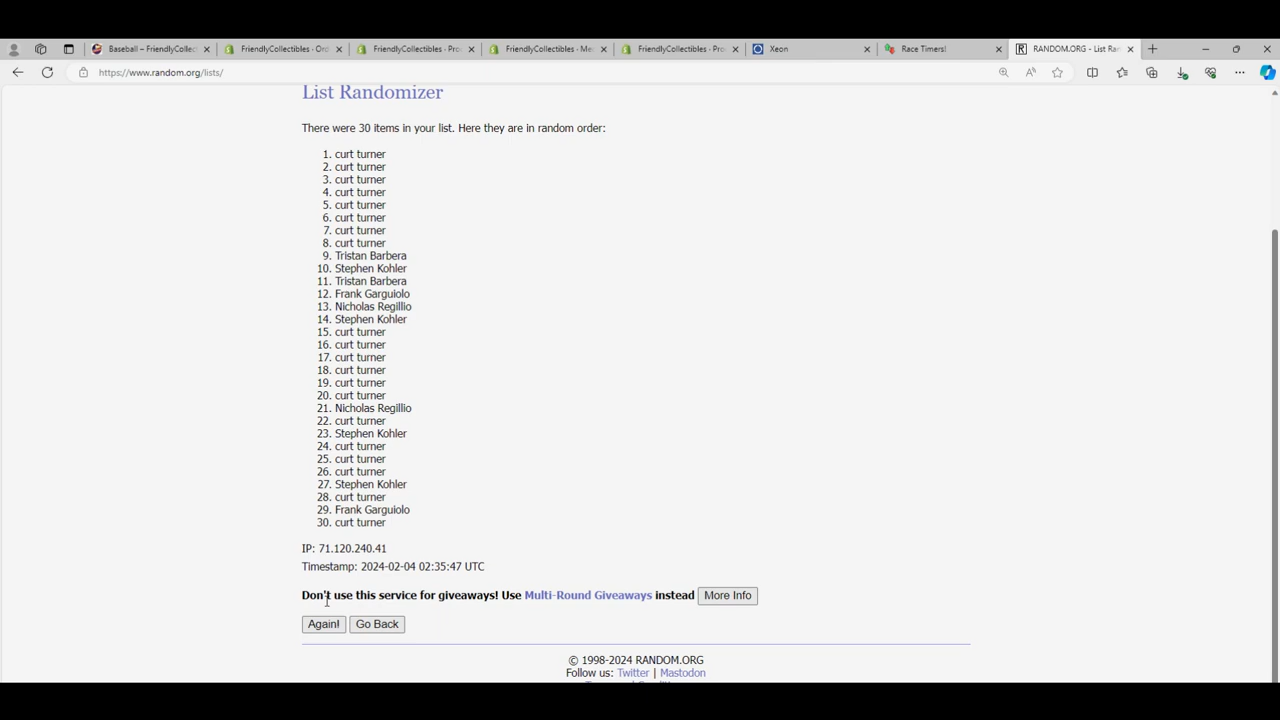 Baseball – FriendlyCollec
FriendlyCollectibles · Ord
FriendlyCollectibles · Pro
FriendlyCollectibles · Me
FriendlyCollectibles · Pro
Xeon
Race Timers!
RANDOM.ORG - List Ra
https://www.random.org/lists/
List Randomizer
There were 30 items in your list. Here they are in random order:
1. curt turner
2. curt turner
3. curt turner
4. curt turner
5. curt turner
6. curt turner
7. curt turner
8. curt turner
9. Tristan Barbera
10. Stephen Kohler
11. Tristan Barbera
12. Frank Garguiolo
13. Nicholas Regillio
14. Stephen Kohler
15. curt turner
16. curt turner
17. curt turner
18. curt turner
19. curt turner
20. curt turner
21. Nicholas Regillio
22. curt turner
23. Stephen Kohler
24. curt turner
25. curt turner
26. curt turner
27. Stephen Kohler
28. curt turner
29. Frank Garguiolo
30. curt turner
IP: 71.120.240.41
Timestamp: 2024-02-04 02:35:47 UTC
Don't use this service for giveaways! Use Multi-Round Giveaways instead More Info
Again! Go Back
© 1998-2024 RANDOM.ORG
Follow us: Twitter | Mastodon